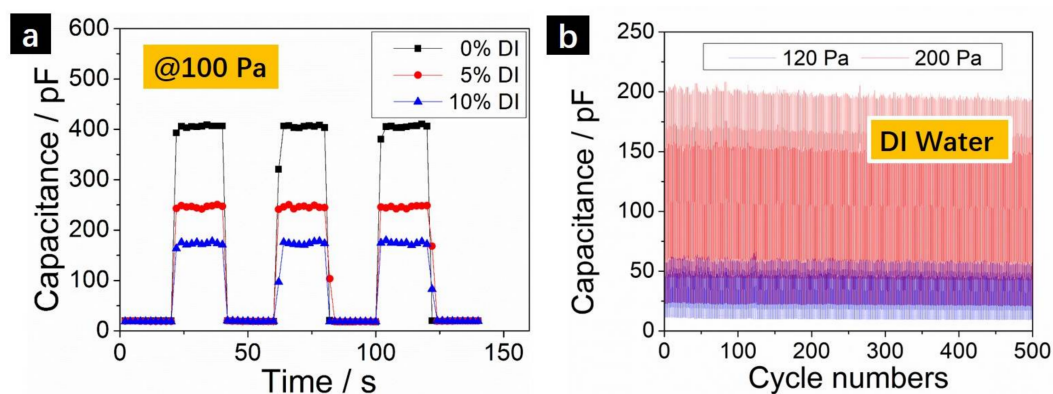 a
@100 Pa
0% DI
5% DI
10% DI
Capacitance / pF
600
500
400
300
200
100
0
0
50
100
150
Time / s
b
120 Pa
200 Pa
DI Water
Capacitance / pF
250
200
150
100
50
0
0
100
200
300
400
500
Cycle numbers